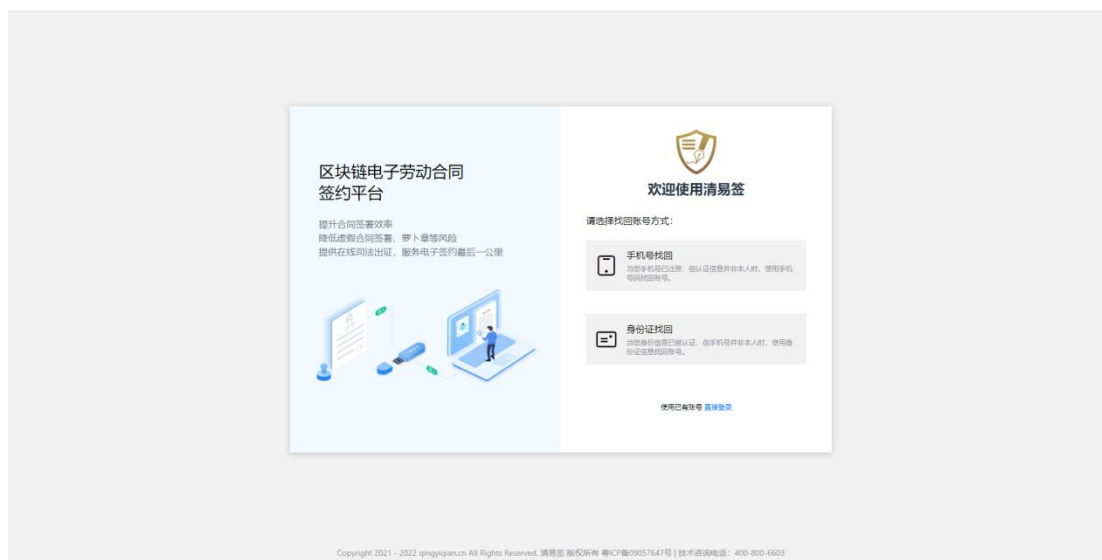 区块链电子劳动合同
签约平台
提升合同签署效率
降低虚假合同签署、萝卜章等风险
提供在线司法出证，服务电子签约最后一公里
欢迎使用清易签
请选择找回账号方式：
手机号找回
当您手机号已注册，但认证信息并非本人时，使用手机
号码找回账号。
身份证找回
当您身份信息已被认证，但手机号并非本人时，使用身
份证信息找回账号。
使用已有账号 直接登录
Copyright 2021 - 2022 qingyiqian.cn All Rights Reserved. 清易签 版权所有 粤ICP备09057647号 | 技术咨询电话：400-800-6603